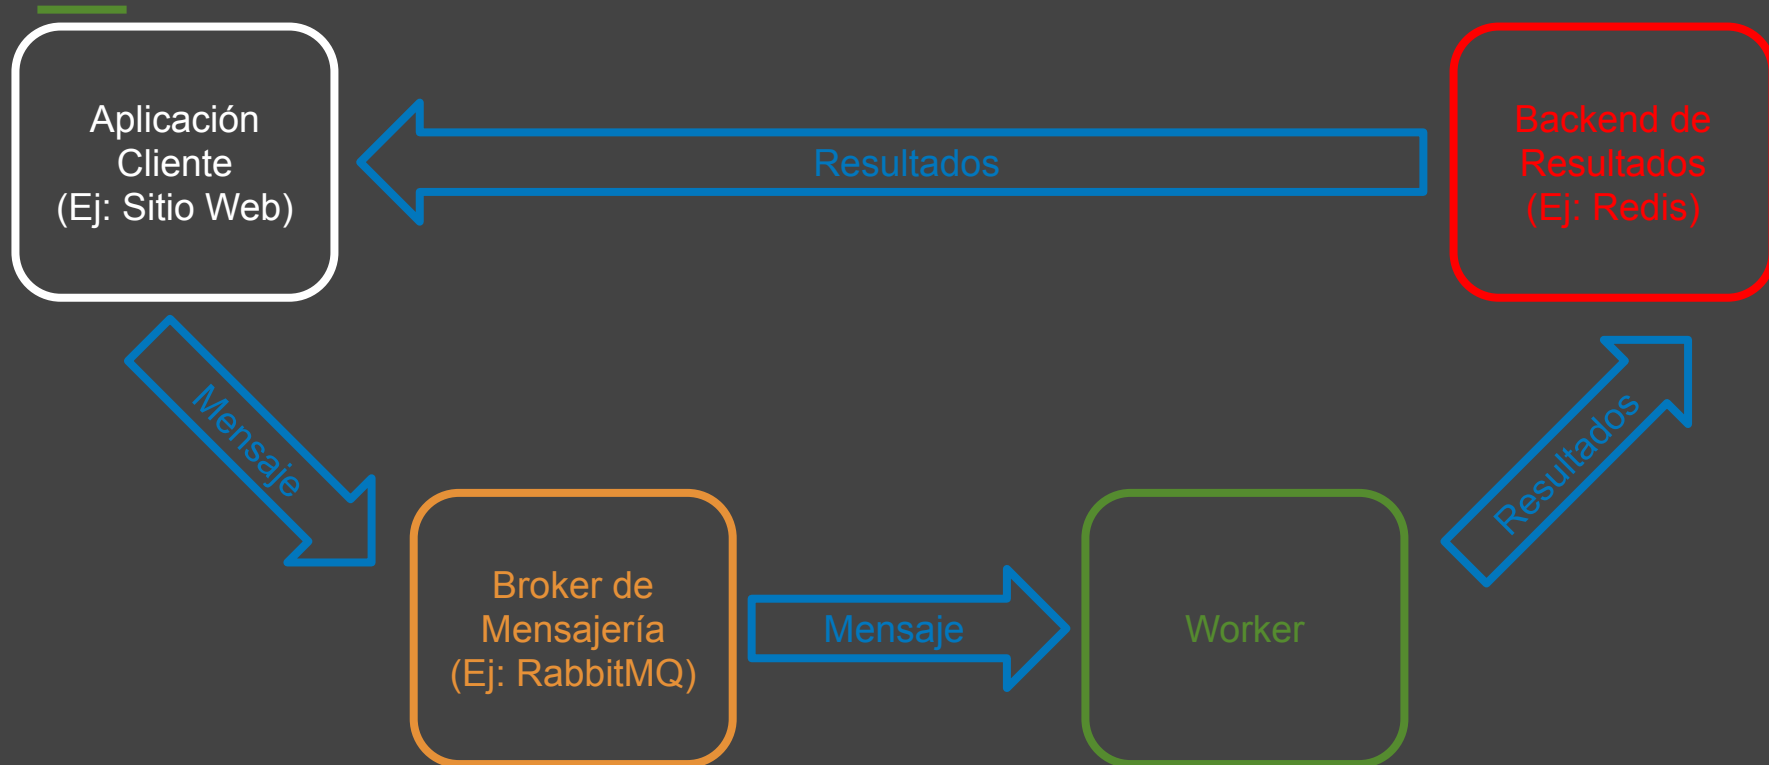 Aplicación
Cliente
(Ej: Sitio Web)
Resultados
Backend de
Resultados
(Ej: Redis)
Mensaje
Resultados
Broker de
Mensajería
(Ej: RabbitMQ)
Mensaje
Worker